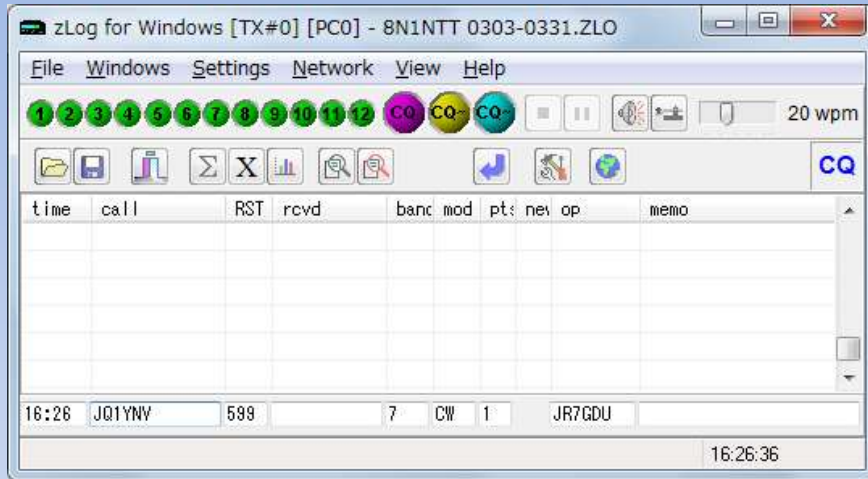 zLog for Windows [TX#0] [PC0] - 8N1NTT 0303-0331.ZLO
File Windows Settings Network View Help
1 2 3 4 5 6 7 8 9 10 11 12 CQ CQ~ CQ~ 20 wpm
Σ X CQ
time call RST rcvd banc mod pts new op memo
16:26 JQ1YNV 599 7 CW 1 JR7GDU
16:26:36